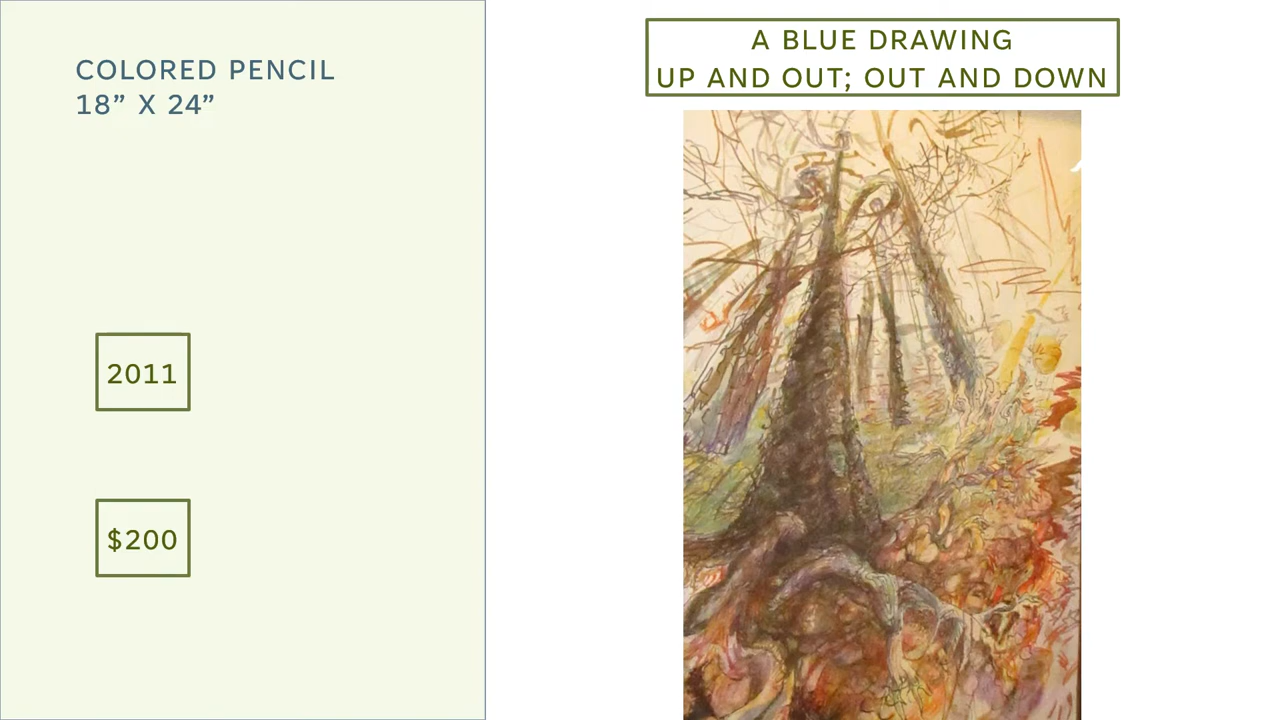 COLORED PENCIL
18” X 24”
2011
$200
A BLUE DRAWING
UP AND OUT; OUT AND DOWN